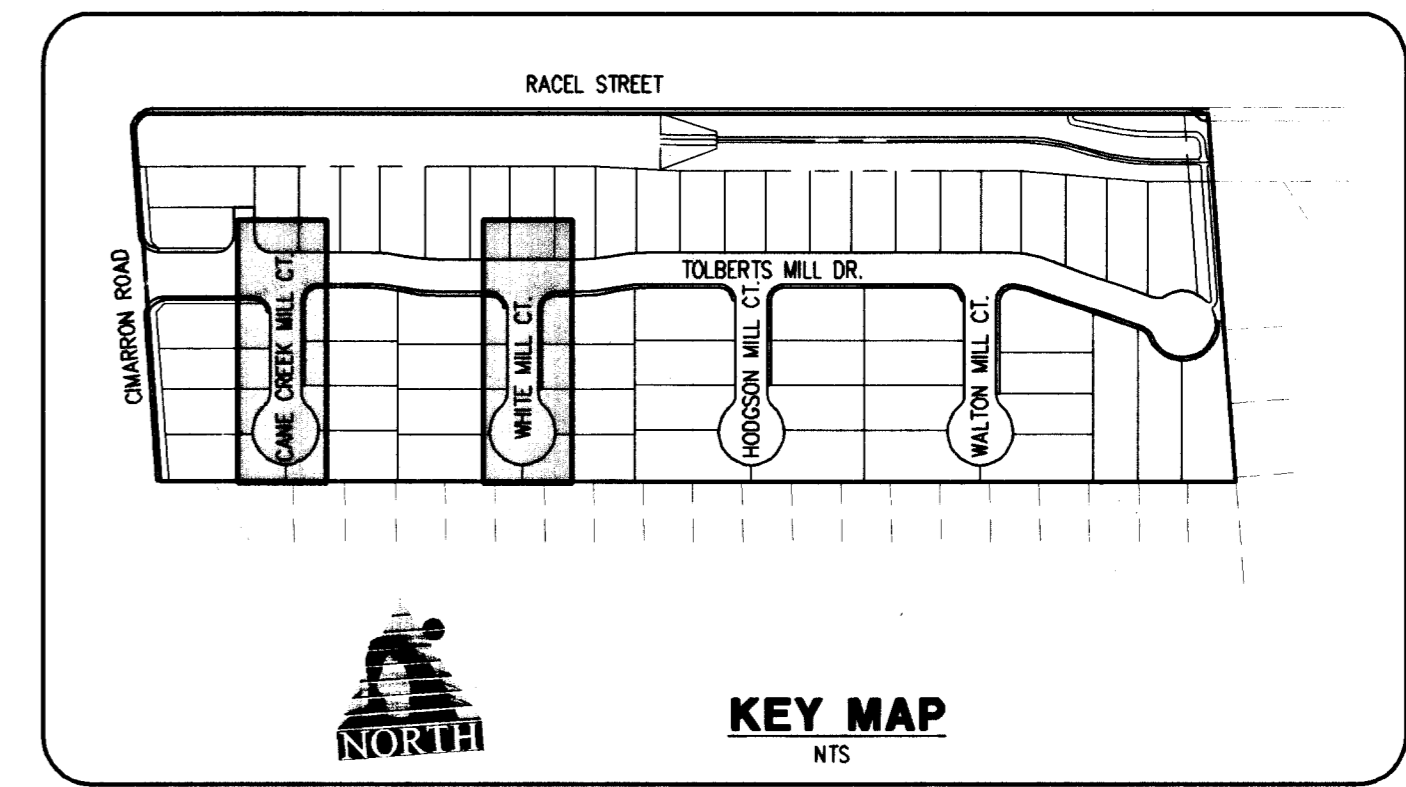 RACEL STREET
CIMARRON ROAD
TOLBERTS MILL DR.
CANE CREEK MILL CT.
WHITE MILL CT.
HODGSON MILL CT.
WALTON MILL CT.
NORTH
KEY MAP
NTS